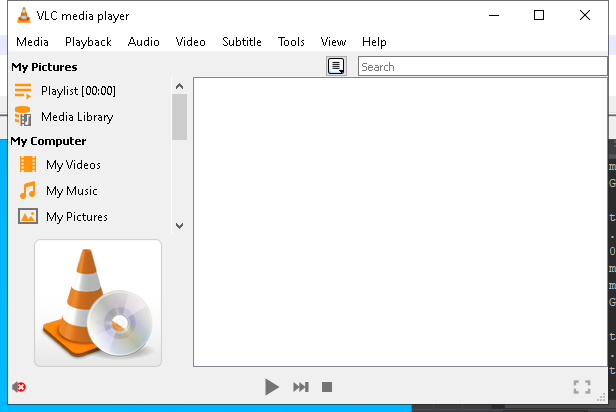 VLC media player
Media Playback Audio Video Subtitle Tools View Help
My Pictures
Search
Playlist [00:00]
Media Library
My Computer
My Videos
My Music
My Pictures